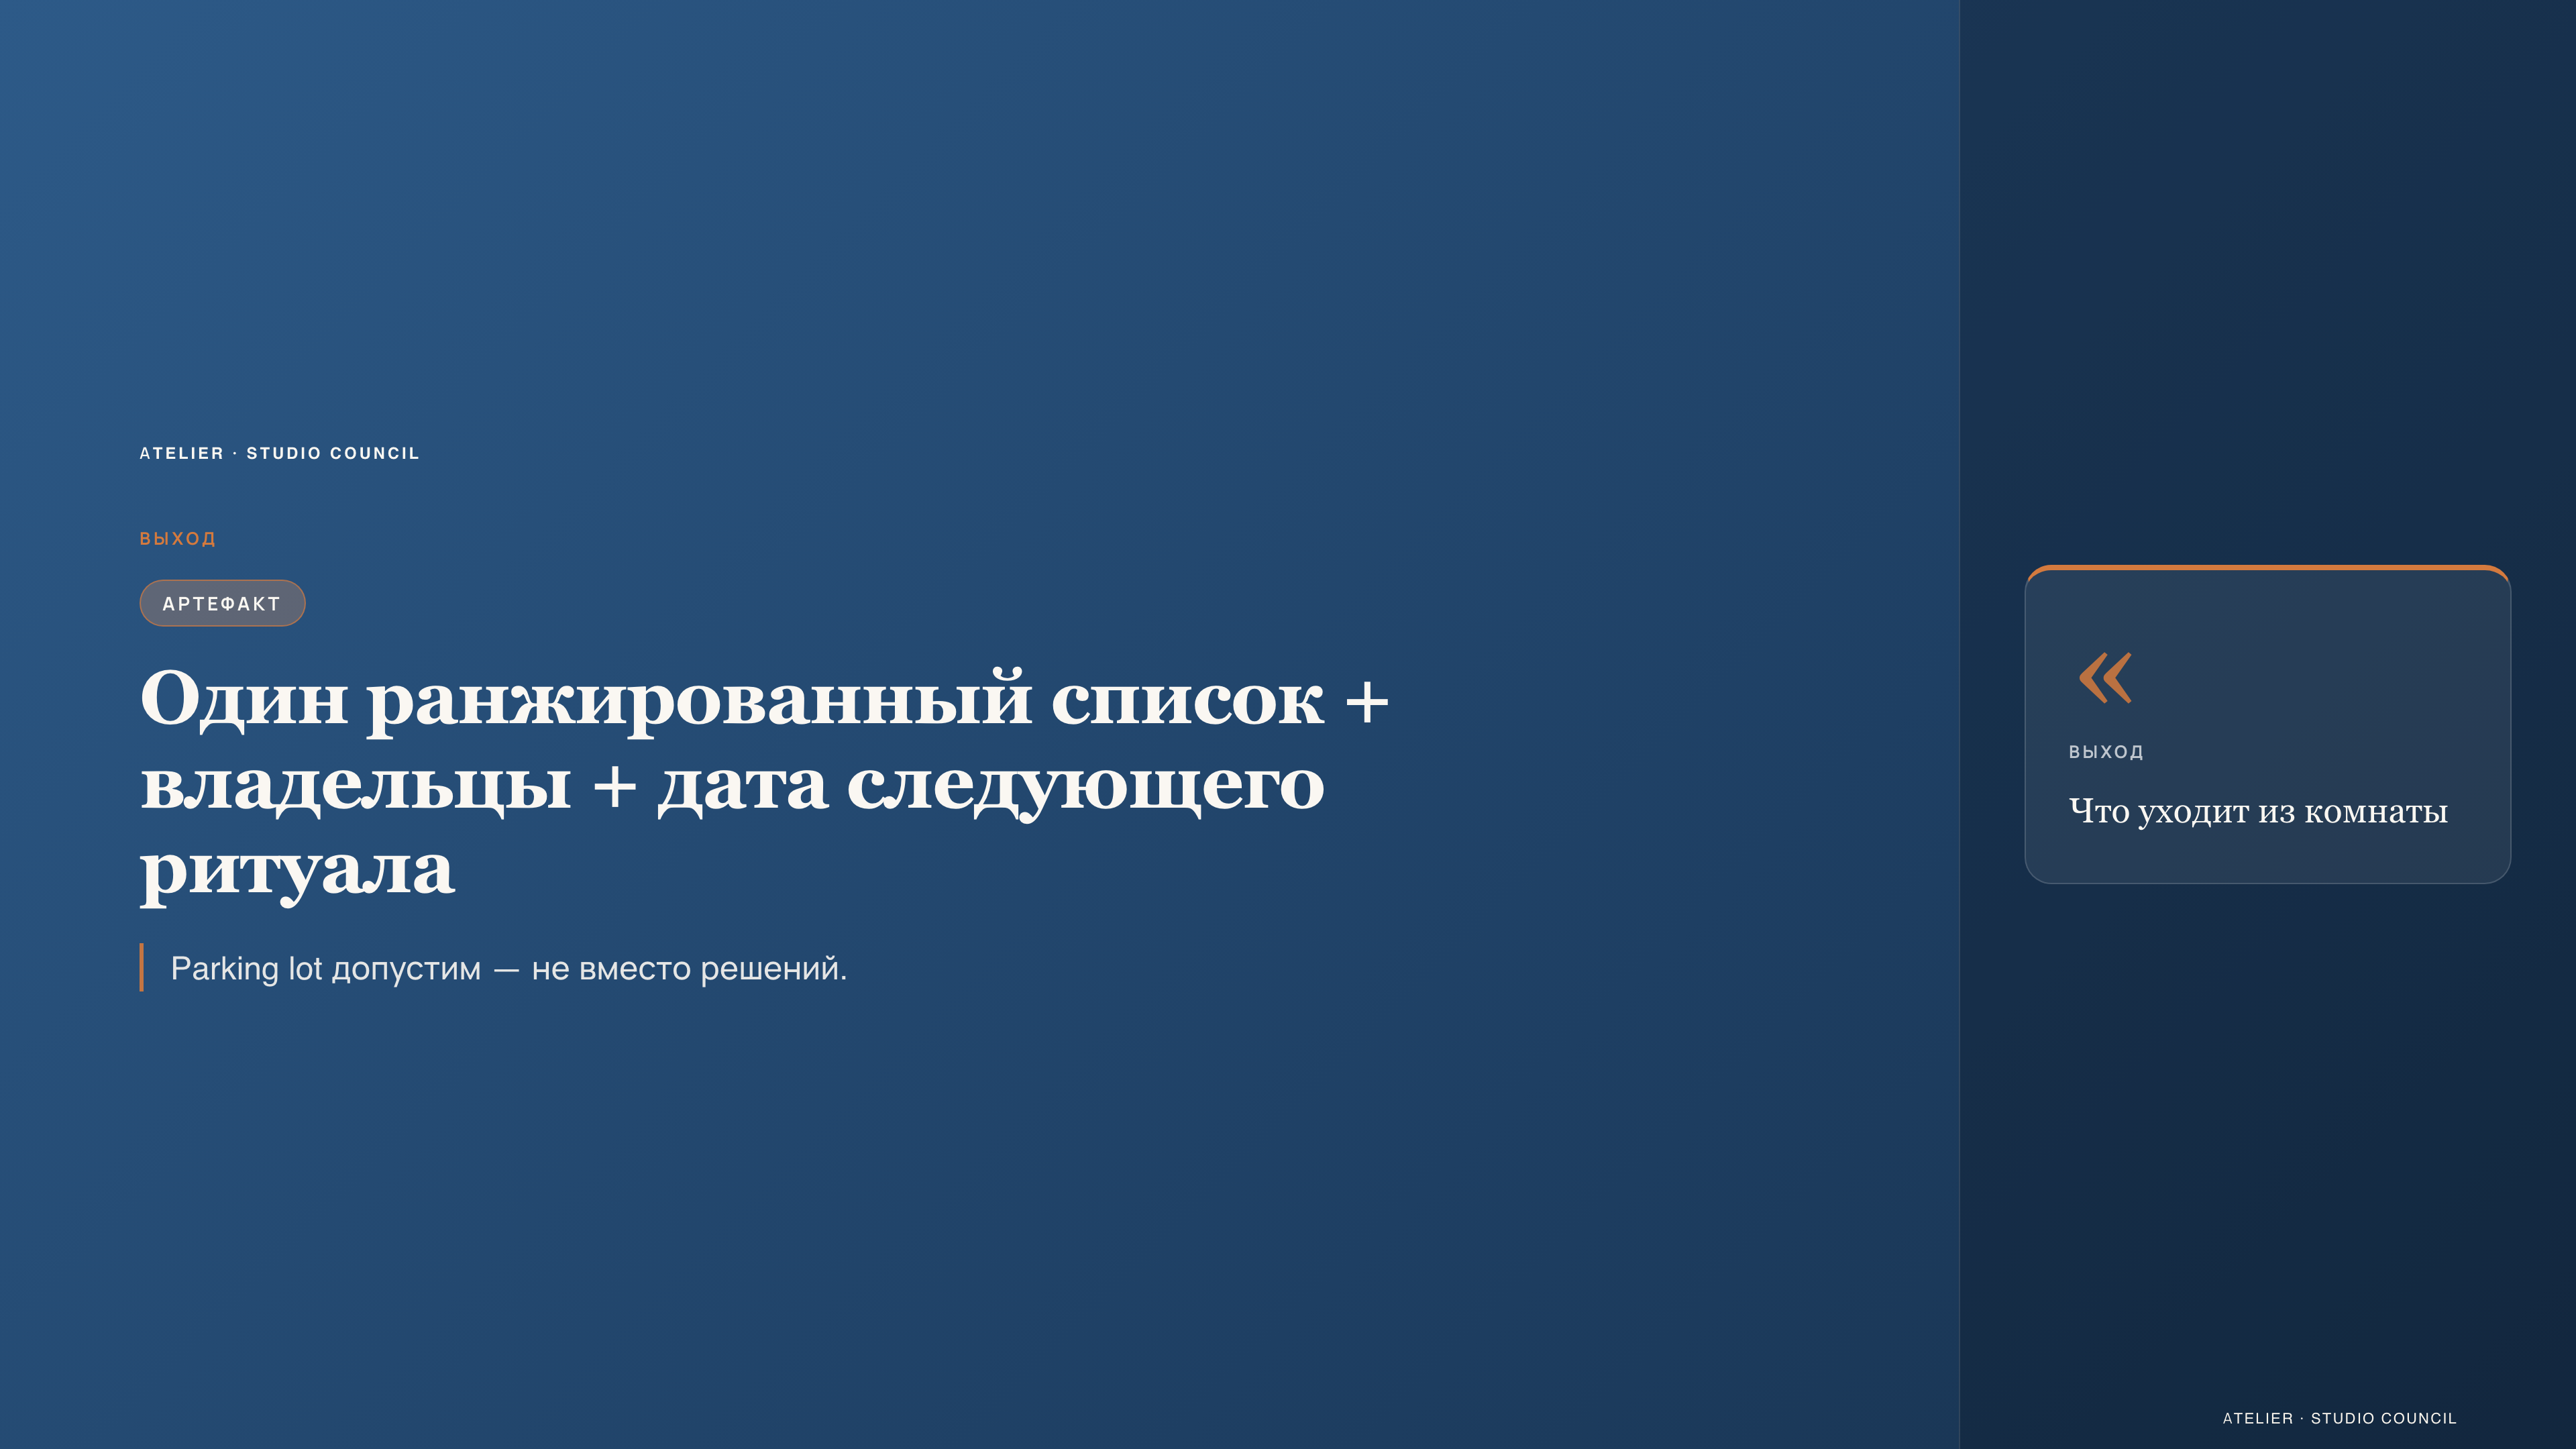 ATELIER · STUDIO COUNCIL
ВЫХОД
АРТЕФАКТ
Один ранжированный список +
владельцы + дата следующего
ритуала
Parking lot допустим — не вместо решений.
«
ВЫХОД
Что уходит из комнаты
ATELIER · STUDIO COUNCIL